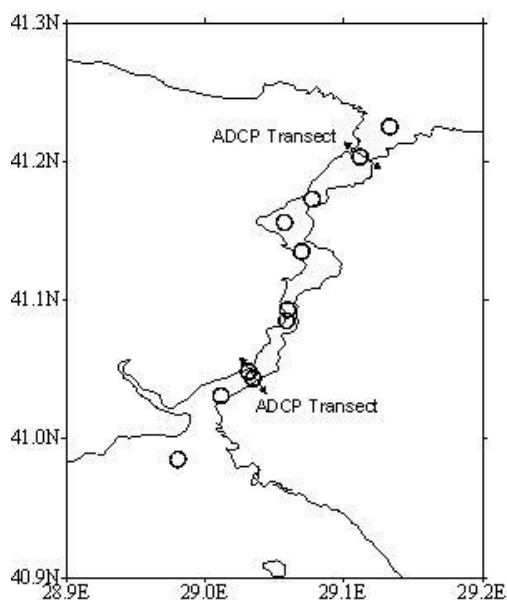 41.3N
ADCP Transect
41.2N
41.1N
ADCP Transect
41.0N
40.9N
28.9E 29.0E 29.1E 29.2E